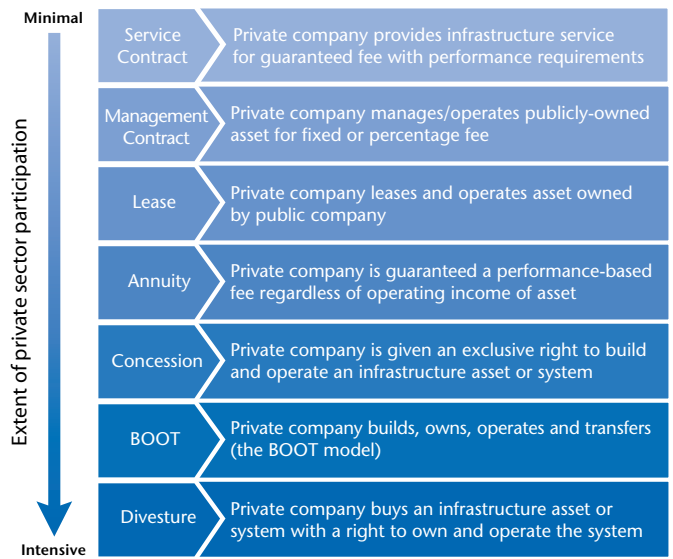 Minimal
Extent of private sector participation
Intensive
Service
Contract
Private company provides infrastructure service
for guaranteed fee with performance requirements
Management
Contract
Private company manages/operates publicly-owned
asset for fixed or percentage fee
Lease
Private company leases and operates asset owned
by public company
Annuity
Private company is guaranteed a performance-based
fee regardless of operating income of asset
Concession
Private company is given an exclusive right to build
and operate an infrastructure asset or system
BOOT
Private company builds, owns, operates and transfers
(the BOOT model)
Divesture
Private company buys an infrastructure asset or
system with a right to own and operate the system